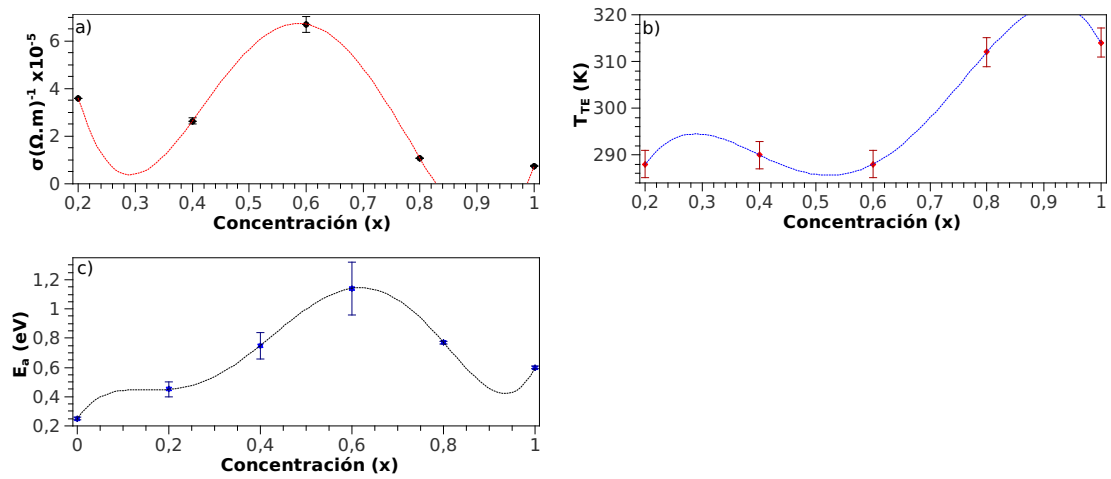 a)
σ(Ω.m)-1 x10-5
6
4
2
0
0,2 0,3 0,4 0,5 0,6 0,7 0,8 0,9 1
Concentración (x)
b)
T_TE (K)
320
310
300
290
0,2 0,3 0,4 0,5 0,6 0,7 0,8 0,9 1
Concentración (x)
c)
E_a (eV)
1,2
1
0,8
0,6
0,4
0,2
0 0,2 0,4 0,6 0,8 1
Concentración (x)